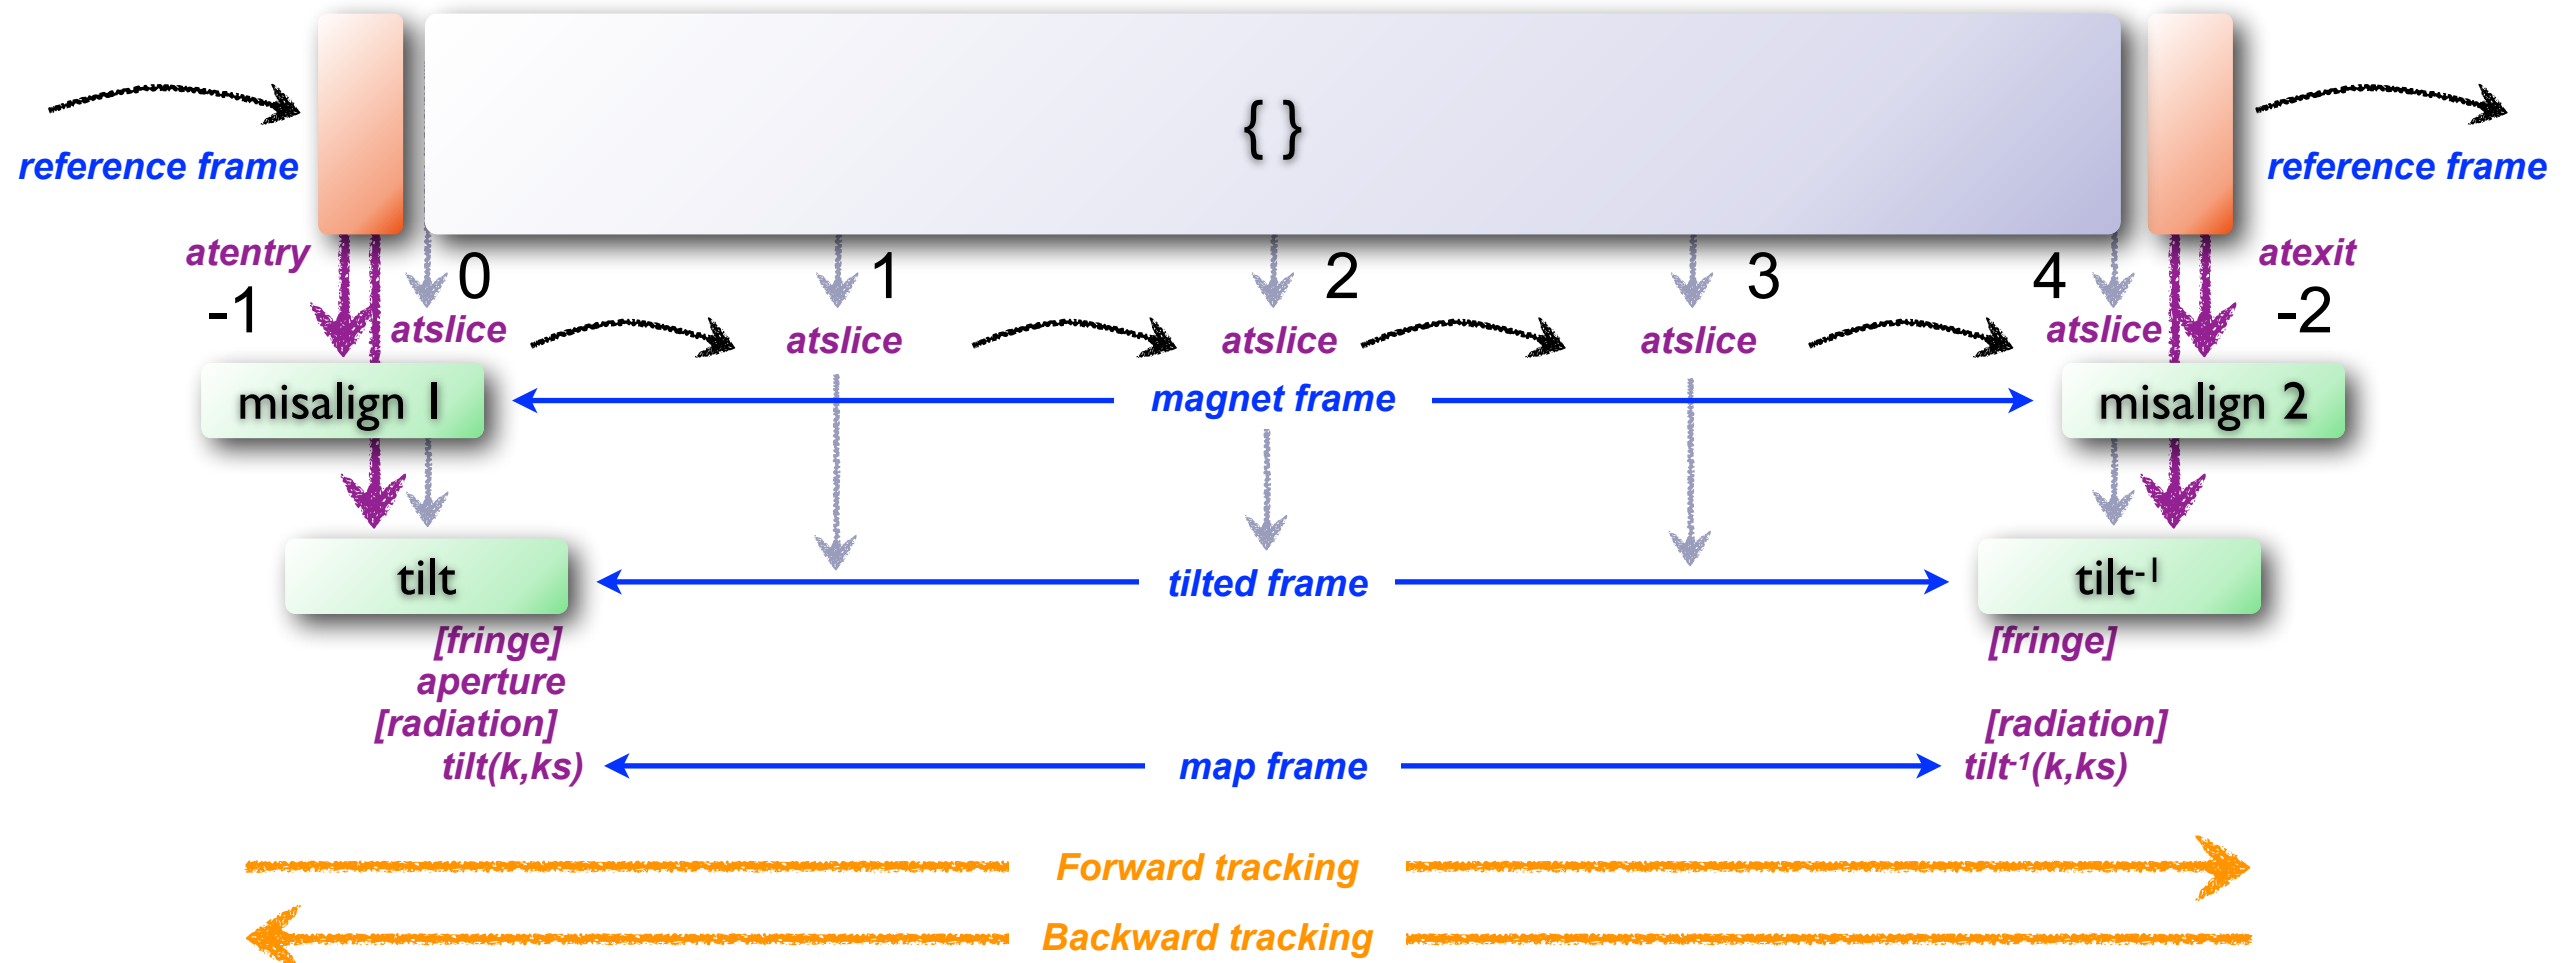 { }
reference frame
reference frame
atentry
atexit
-1
0
1
2
3
4
-2
atslice
atslice
atslice
atslice
atslice
misalign 1
magnet frame
misalign 2
tilt
tilted frame
tilt-1
[fringe]
[fringe]
aperture
[radiation]
[radiation]
tilt(k,ks)
map frame
tilt-1(k,ks)
Forward tracking
Backward tracking